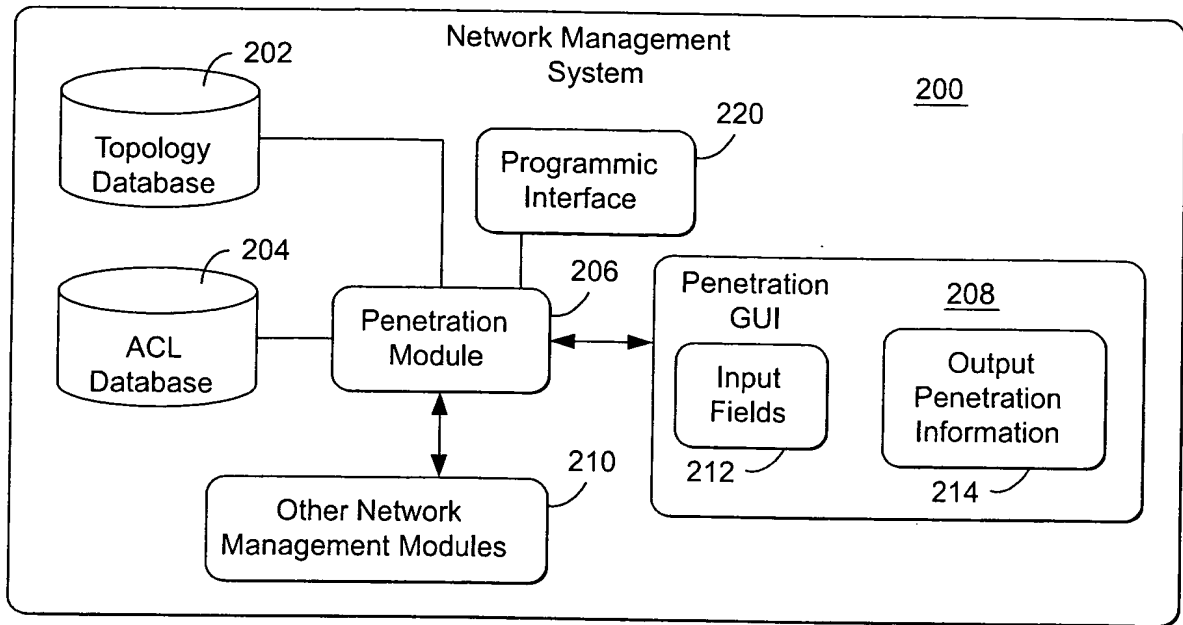 Network Management
System
200
202
Topology
Database
220
Programmic
Interface
204
ACL
Database
206
Penetration
Module
Penetration
GUI
208
Input
Fields
212
Output
Penetration
Information
214
210
Other Network
Management Modules